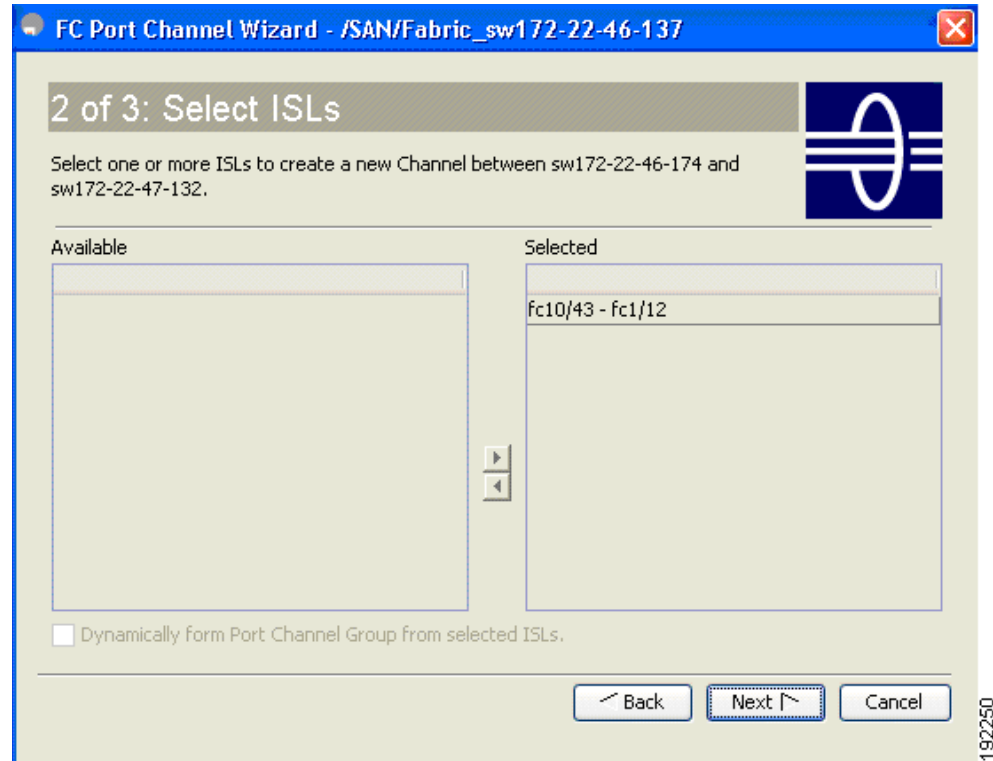 FC Port Channel Wizard - /SAN/Fabric_sw172-22-46-137
2 of 3: Select ISLs
Select one or more ISLs to create a new Channel between sw172-22-46-174 and
sw172-22-47-132.
Available
Selected
fc10/43 - fc1/12
Dynamically form Port Channel Group from selected ISLs.
Back
Next
Cancel
192250